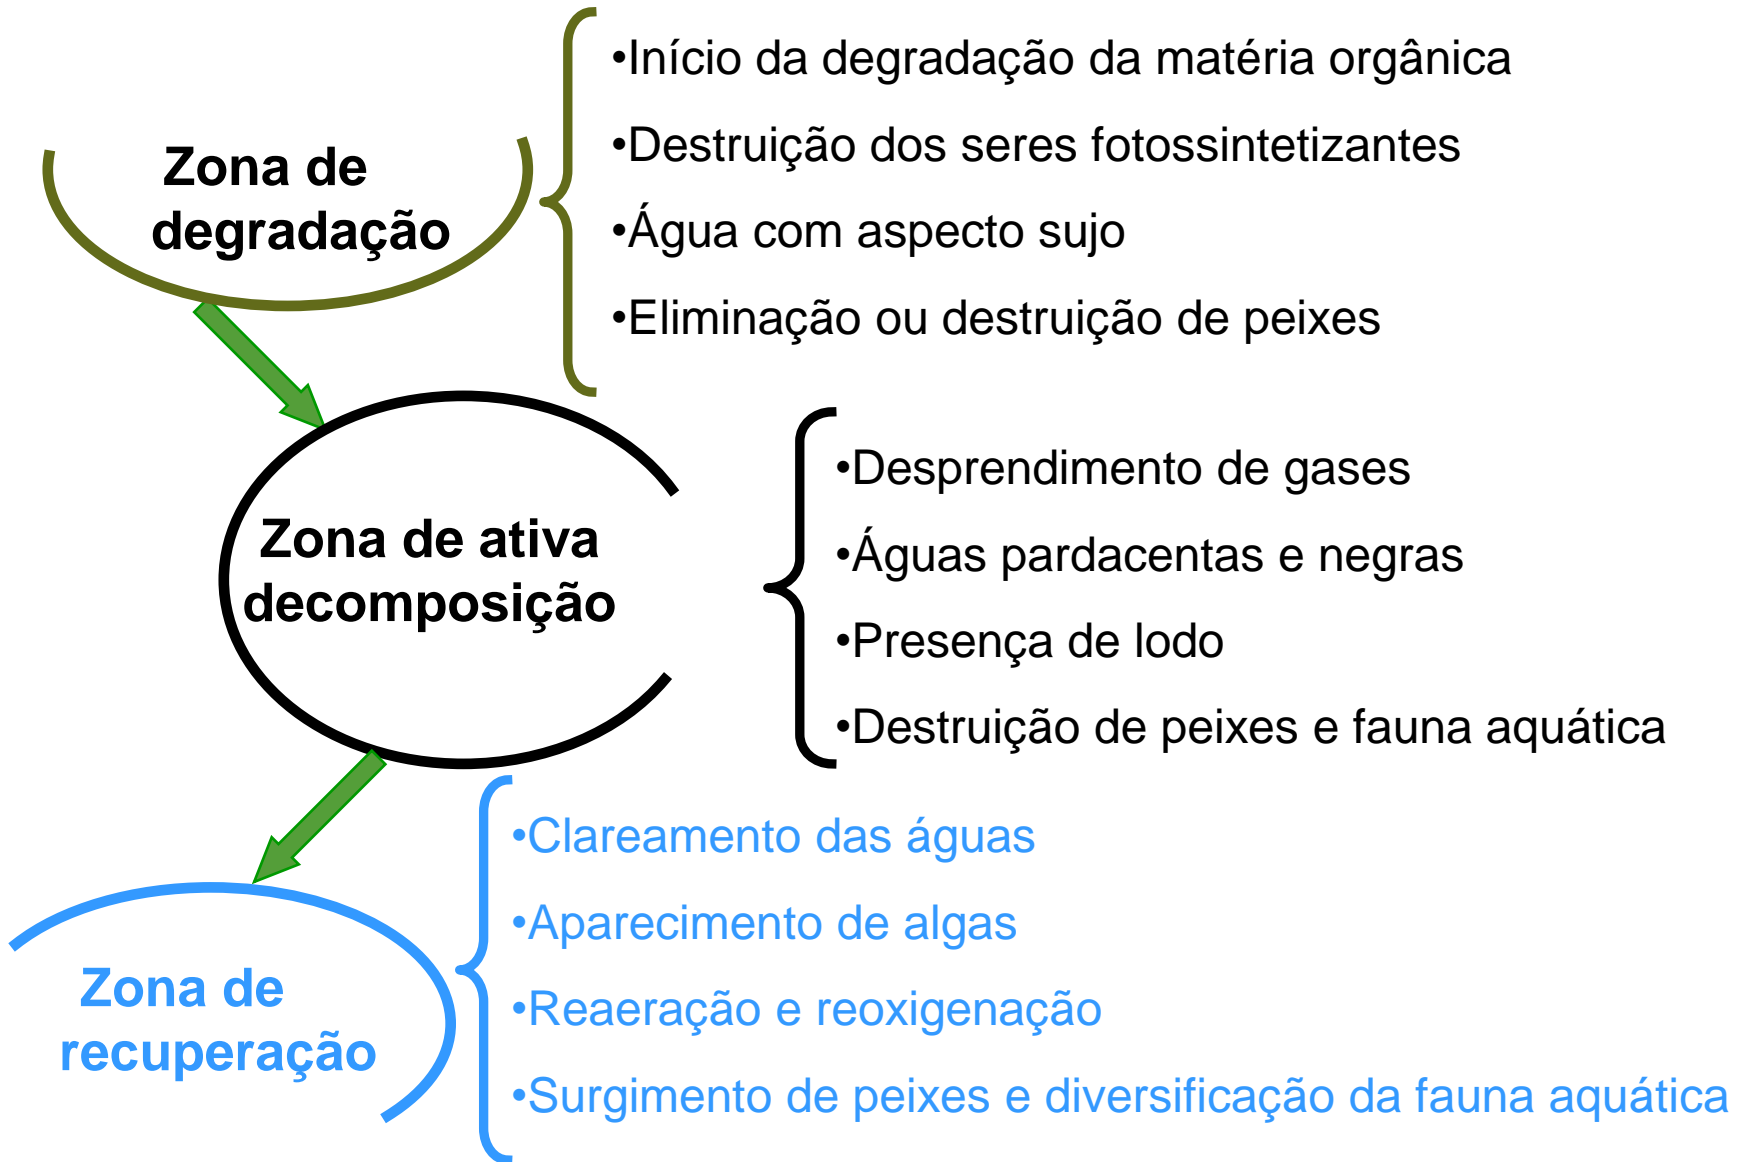 Zona de
degradação
•Início da degradação da matéria orgânica
•Destruição dos seres fotossintetizantes
•Água com aspecto sujo
•Eliminação ou destruição de peixes
Zona de ativa
decomposição
•Desprendimento de gases
•Águas pardacentas e negras
•Presença de lodo
•Destruição de peixes e fauna aquática
Zona de
recuperação
•Clareamento das águas
•Aparecimento de algas
•Reaeração e reoxigenação
•Surgimento de peixes e diversificação da fauna aquática